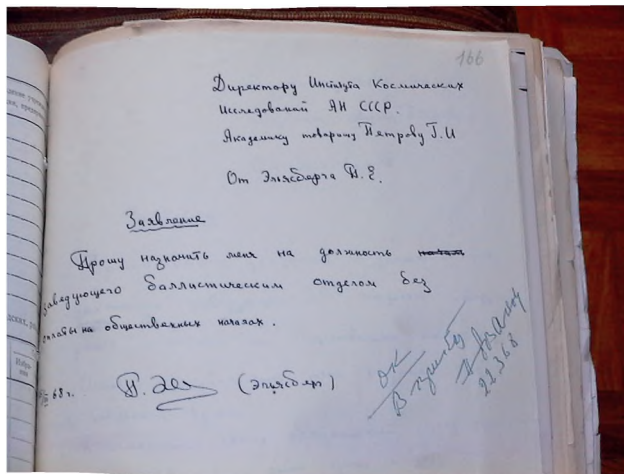 166
Директору Института Космических
Исследований АН СССР.
Академику товарищу Петрову Г.И
От Эльясберга П.Е.
Заявление
Прошу назначить меня на должность
заведующего баллистическим отделом без
оплаты на общественных началах.
68 г. (Эльясберг)
ОК
В приказ
22 3 68